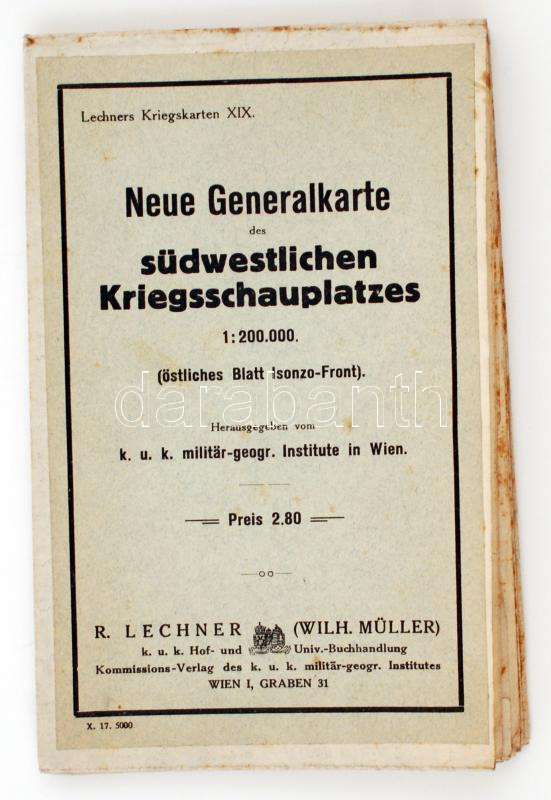 Lechners Kriegskarten XIX.
Neue Generalkarte
des
südwestlichen
Kriegsschauplatzes
1:200.000.
(östliches Blatt Isonzo-Front).
darabanth
Herausgegeben vom
k. u. k. militär-geogr. Institute in Wien.
Preis 2.80
R. LECHNER (WILH. MÜLLER)
k. u. k. Hof- und Univ.-Buchhandlung
Kommissions-Verlag des k. u. k. militär-geogr. Institutes
WIEN I, GRABEN 31
X. 17. 5000